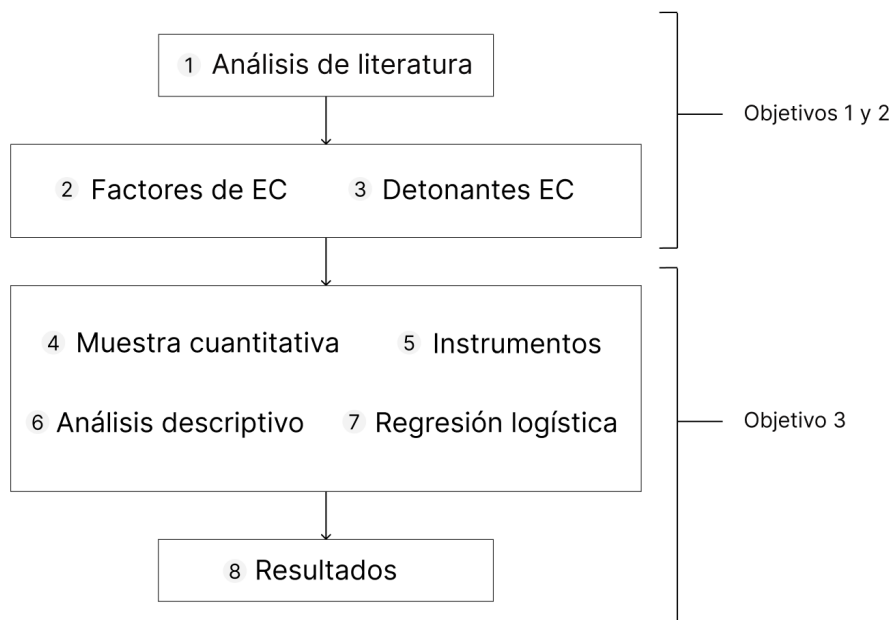 1 Análisis de literatura
Objetivos 1 y 2
2 Factores de EC
3 Detonantes EC
4 Muestra cuantitativa
5 Instrumentos
6 Análisis descriptivo
7 Regresión logística
Objetivo 3
8 Resultados